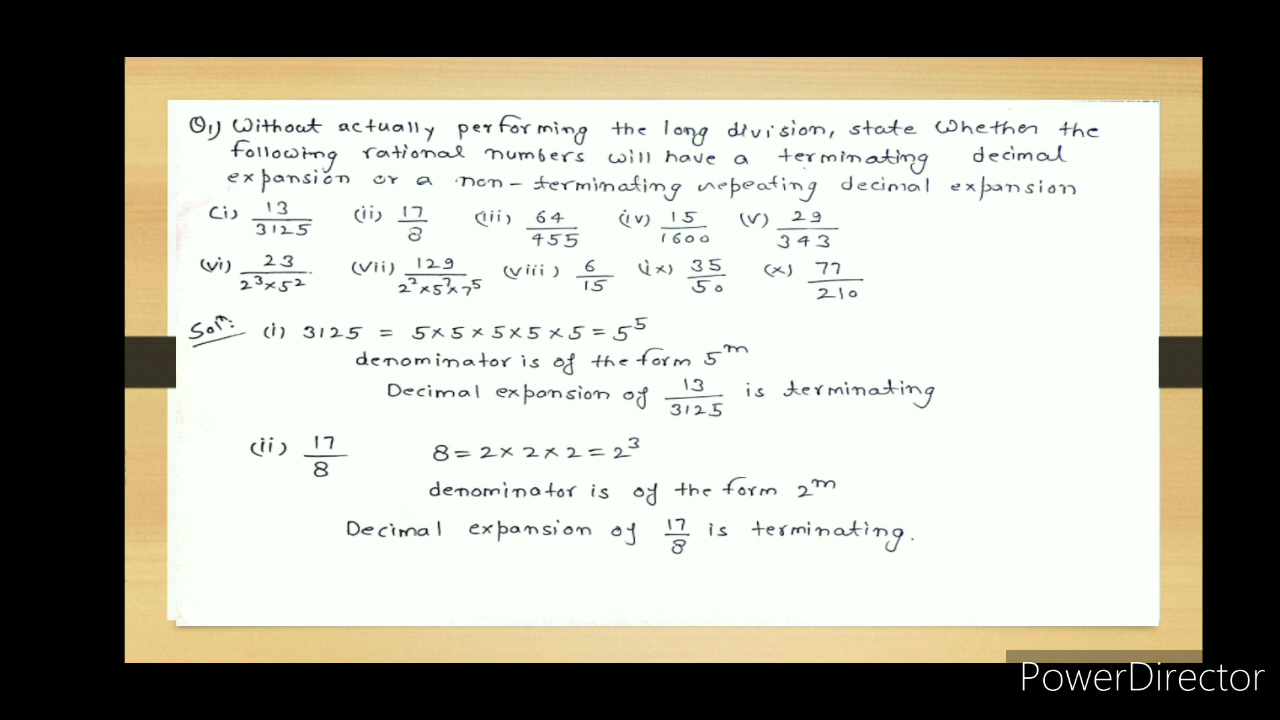 Q1) Without actually performing the long division, state whether the
following rational numbers will have a terminating decimal
expansion or a non-terminating repeating decimal expansion
(i) 13/3125 (ii) 17/8 (iii) 64/455 (iv) 15/1600 (v) 29/343
(vi) 23/2³×5² (vii) 129/2²×5⁷×7⁵ (viii) 6/15 (ix) 35/50 (x) 77/210
Solⁿ: (i) 3125 = 5×5×5×5×5 = 5⁵
denominator is of the form 5ᵐ
Decimal expansion of 13/3125 is terminating
(ii) 17/8 8 = 2×2×2 = 2³
denominator is of the form 2ᵐ
Decimal expansion of 17/8 is terminating.
PowerDirector